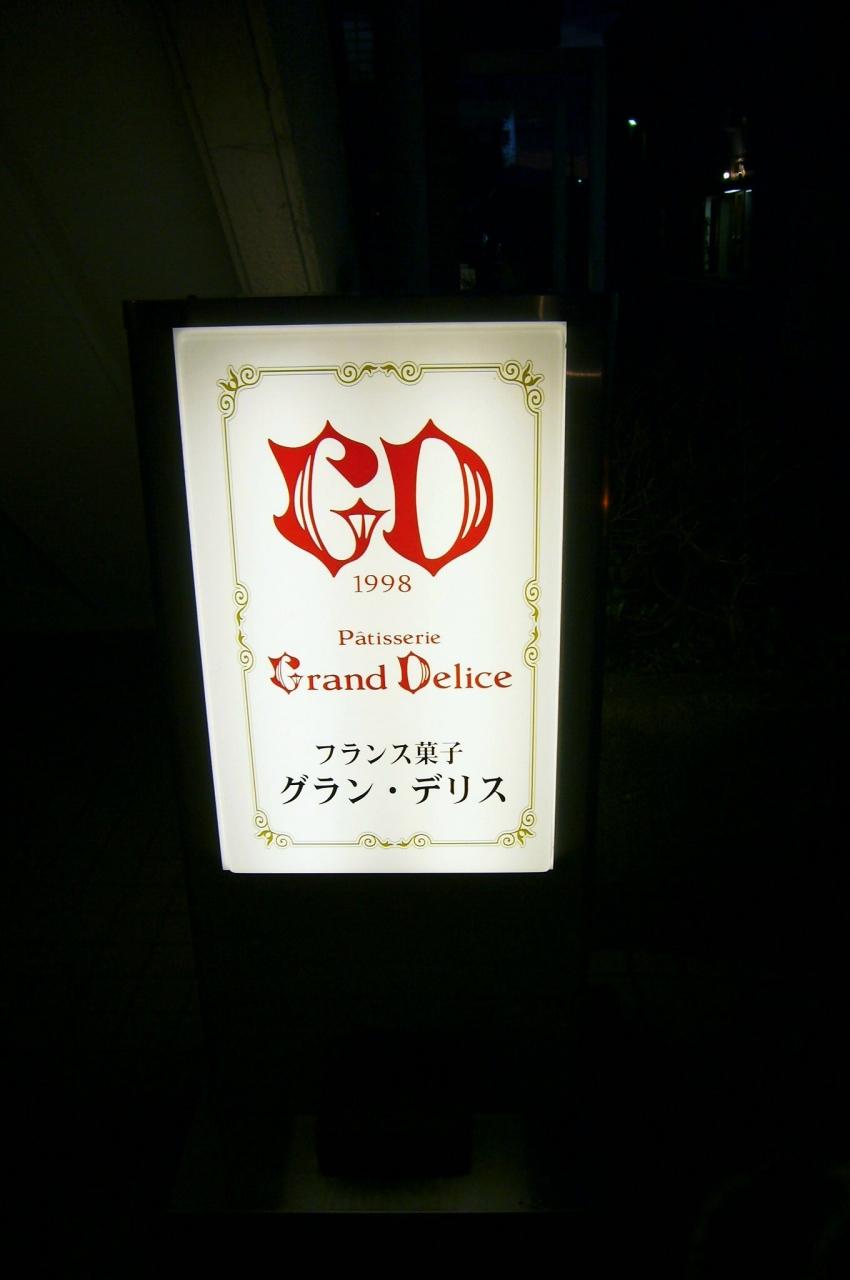 GD
1998
Pâtisserie
Grand Delice
フランス菓子
グラン・デリス